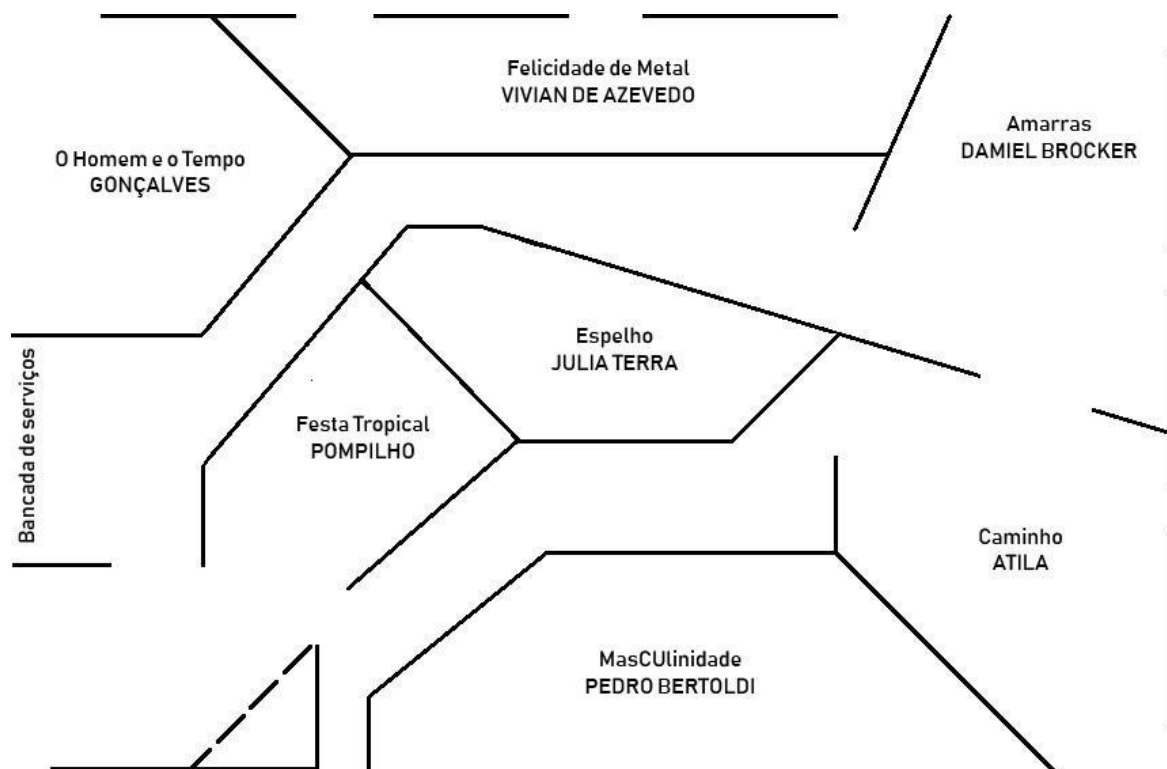 Felicidade de Metal
VIVIAN DE AZEVEDO
Amarras
DAMIEL BROCKER
O Homem e o Tempo
GONÇALVES
Espelho
JULIA TERRA
Bancada de serviços
Festa Tropical
POMPILHO
Caminho
ATILA
MasCUlinidade
PEDRO BERTOLDI